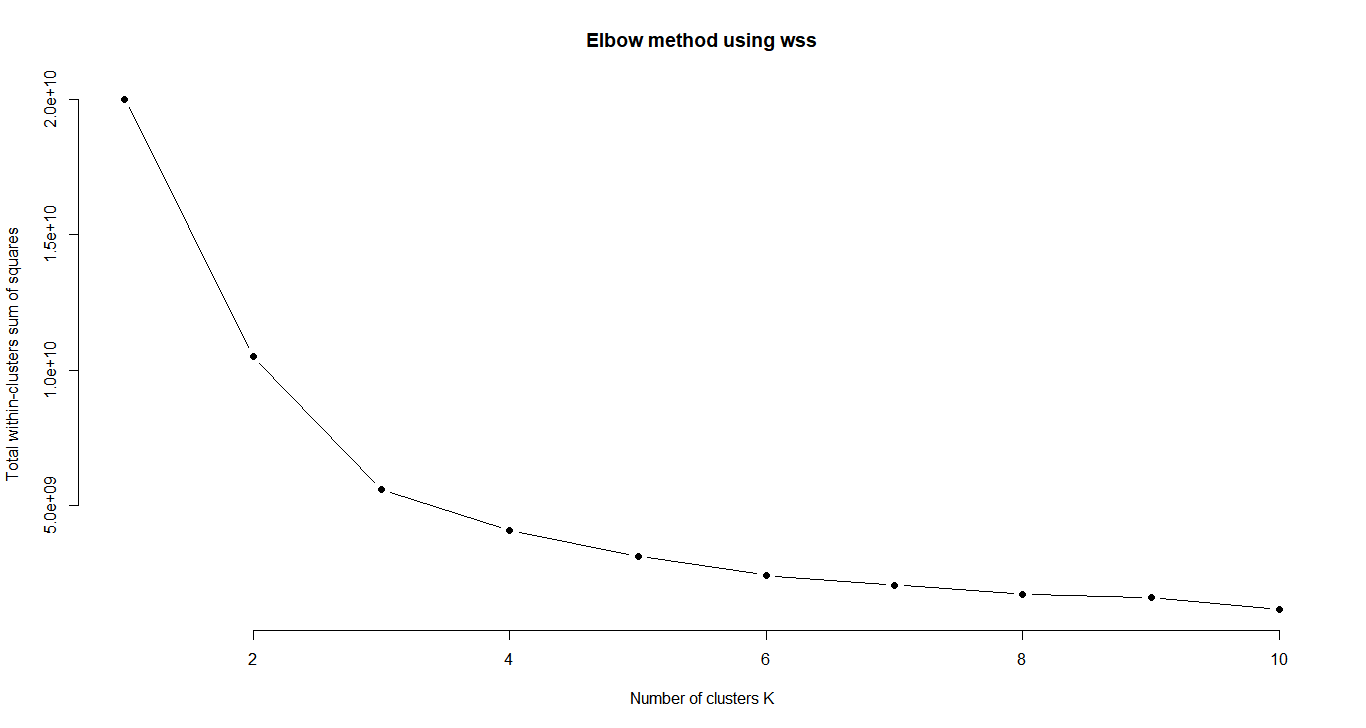 Elbow method using wss
Total within-clusters sum of squares
2.0e+10
1.5e+10
1.0e+10
5.0e+09
2
4
6
8
10
Number of clusters K